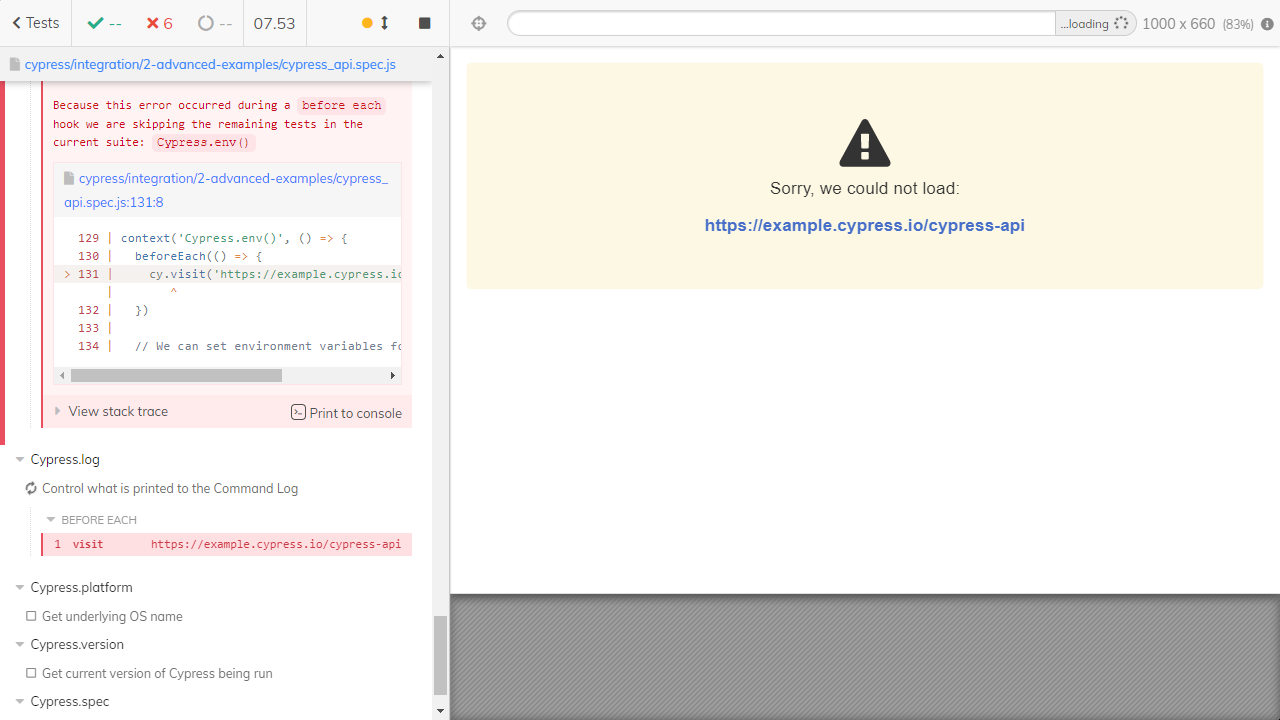 Tests
--
6
--
07.53
...loading
1000 x 660 (83%)
cypress/integration/2-advanced-examples/cypress_api.spec.js
Because this error occurred during a before each
hook we are skipping the remaining tests in the
current suite: Cypress.env()
cypress/integration/2-advanced-examples/cypress_
api.spec.js:131:8
129 | context('Cypress.env()', () => {
130 |   beforeEach(() => {
> 131 |     cy.visit('https://example.cypress.io
|        ^
132 |   })
133 |
134 |   // We can set environment variables fo
View stack trace
Print to console
Cypress.log
Control what is printed to the Command Log
BEFORE EACH
1 visit https://example.cypress.io/cypress-api
Cypress.platform
Get underlying OS name
Cypress.version
Get current version of Cypress being run
Cypress.spec
Sorry, we could not load:
https://example.cypress.io/cypress-api